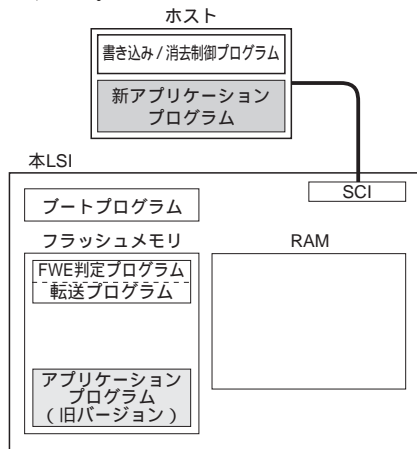 ホスト
書き込み / 消去制御プログラム
新アプリケーション
プログラム
本LSI
SCI
ブートプログラム
フラッシュメモリ
RAM
FWE判定プログラム
転送プログラム
アプリケーション
プログラム
( 旧バージョン )